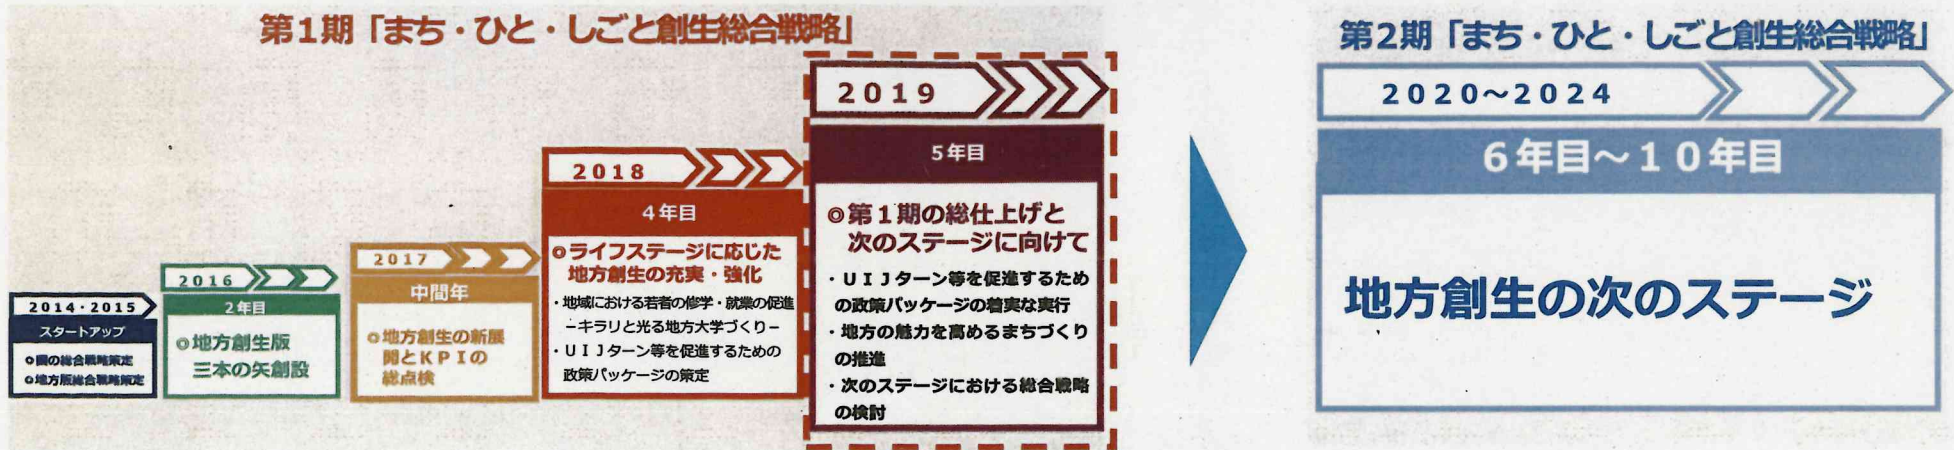 第1期「まち・ひと・しごと創生総合戦略」
2014・2015
スタートアップ
◎国の総合戦略策定
◎地方版総合戦略策定
2016
2年目
◎地方創生版
三本の矢創設
2017
中間年
◎地方創生の新展
開とKPIの
総点検
2018
4年目
◎ライフステージに応じた
地方創生の充実・強化
・地域における若者の修学・就業の促進
－キラリと光る地方大学づくり－
・UIJターン等を促進するための
政策パッケージの策定
2019
5年目
◎第1期の総仕上げと
次のステージに向けて
・UIJターン等を促進するため
の政策パッケージの着実な実行
・地方の魅力を高めるまちづくり
の推進
・次のステージにおける総合戦略
の検討
第2期「まち・ひと・しごと創生総合戦略」
2020～2024
6年目～10年目
地方創生の次のステージ